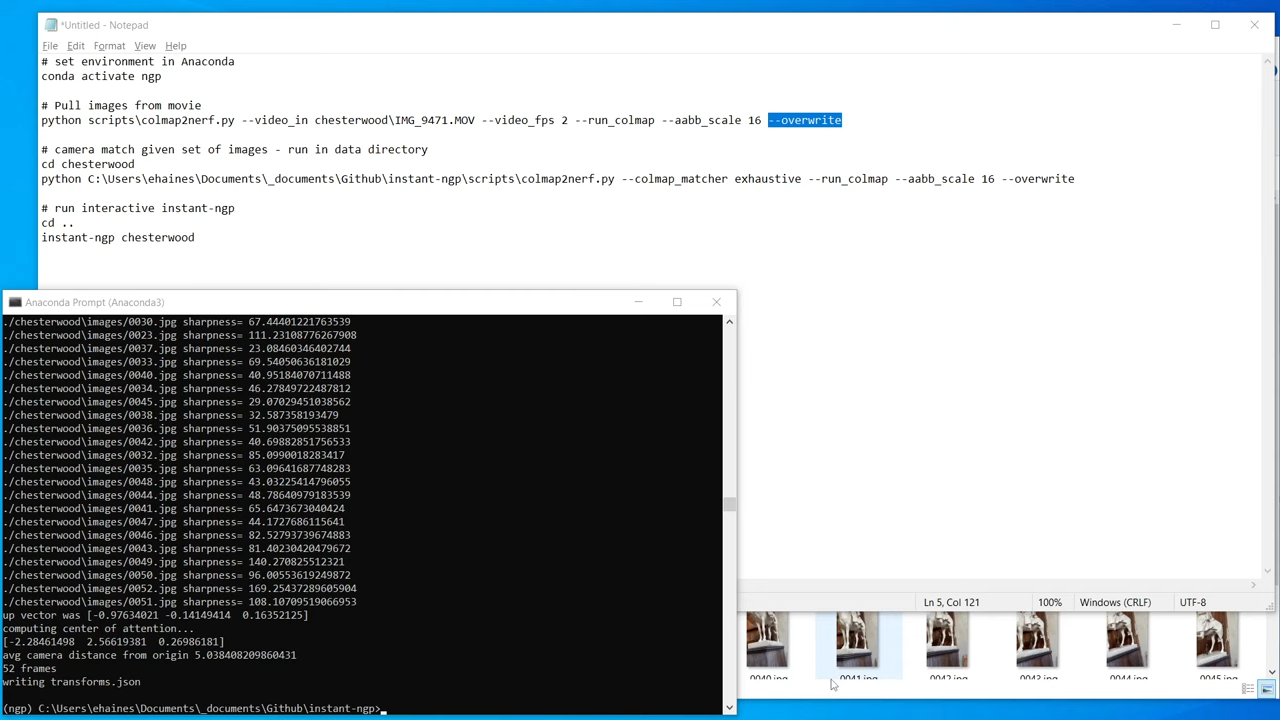 *Untitled - Notepad
File Edit Format View Help
# set environment in Anaconda
conda activate ngp
# Pull images from movie
python scripts\colmap2nerf.py --video_in chesterwood\IMG_9471.MOV --video_fps 2 --run_colmap --aabb_scale 16 --overwrite
# camera match given set of images - run in data directory
cd chesterwood
python C:\Users\ehaines\Documents\_documents\Github\instant-ngp\scripts\colmap2nerf.py --colmap_matcher exhaustive --run_colmap --aabb_scale 16 --overwrite
# run interactive instant-ngp
cd ..
instant-ngp chesterwood
Anaconda Prompt (Anaconda3)
./chesterwood\images/0030.jpg sharpness= 67.44401221763539
./chesterwood\images/0023.jpg sharpness= 111.23108776267908
./chesterwood\images/0037.jpg sharpness= 23.08460346402744
./chesterwood\images/0033.jpg sharpness= 69.54050636181029
./chesterwood\images/0040.jpg sharpness= 40.95184070711488
./chesterwood\images/0034.jpg sharpness= 46.27849722487812
./chesterwood\images/0045.jpg sharpness= 29.07029451038562
./chesterwood\images/0038.jpg sharpness= 32.587358193479
./chesterwood\images/0036.jpg sharpness= 51.90375095538851
./chesterwood\images/0042.jpg sharpness= 40.69882851756533
./chesterwood\images/0032.jpg sharpness= 85.0990018283417
./chesterwood\images/0035.jpg sharpness= 63.09641687748283
./chesterwood\images/0048.jpg sharpness= 43.03225414796055
./chesterwood\images/0044.jpg sharpness= 48.78640979183539
./chesterwood\images/0041.jpg sharpness= 65.6473673040424
./chesterwood\images/0047.jpg sharpness= 44.1727686115641
./chesterwood\images/0046.jpg sharpness= 82.52793739674883
./chesterwood\images/0043.jpg sharpness= 81.40230420479672
./chesterwood\images/0049.jpg sharpness= 140.270825512321
./chesterwood\images/0050.jpg sharpness= 96.00553619249872
./chesterwood\images/0052.jpg sharpness= 169.25437289605904
./chesterwood\images/0051.jpg sharpness= 108.10709519066953
up vector was [-0.97634021 -0.14149414 0.16352125]
computing center of attention...
[-2.28461498 2.56619381 0.26986181]
avg camera distance from origin 5.038408209860431
52 frames
writing transforms.json
(ngp) C:\Users\ehaines\Documents\_documents\Github\instant-ngp>
Ln 5, Col 121 100% Windows (CRLF) UTF-8
0040.jpg 0041.jpg 0042.jpg 0043.jpg 0044.jpg 0045.jpg